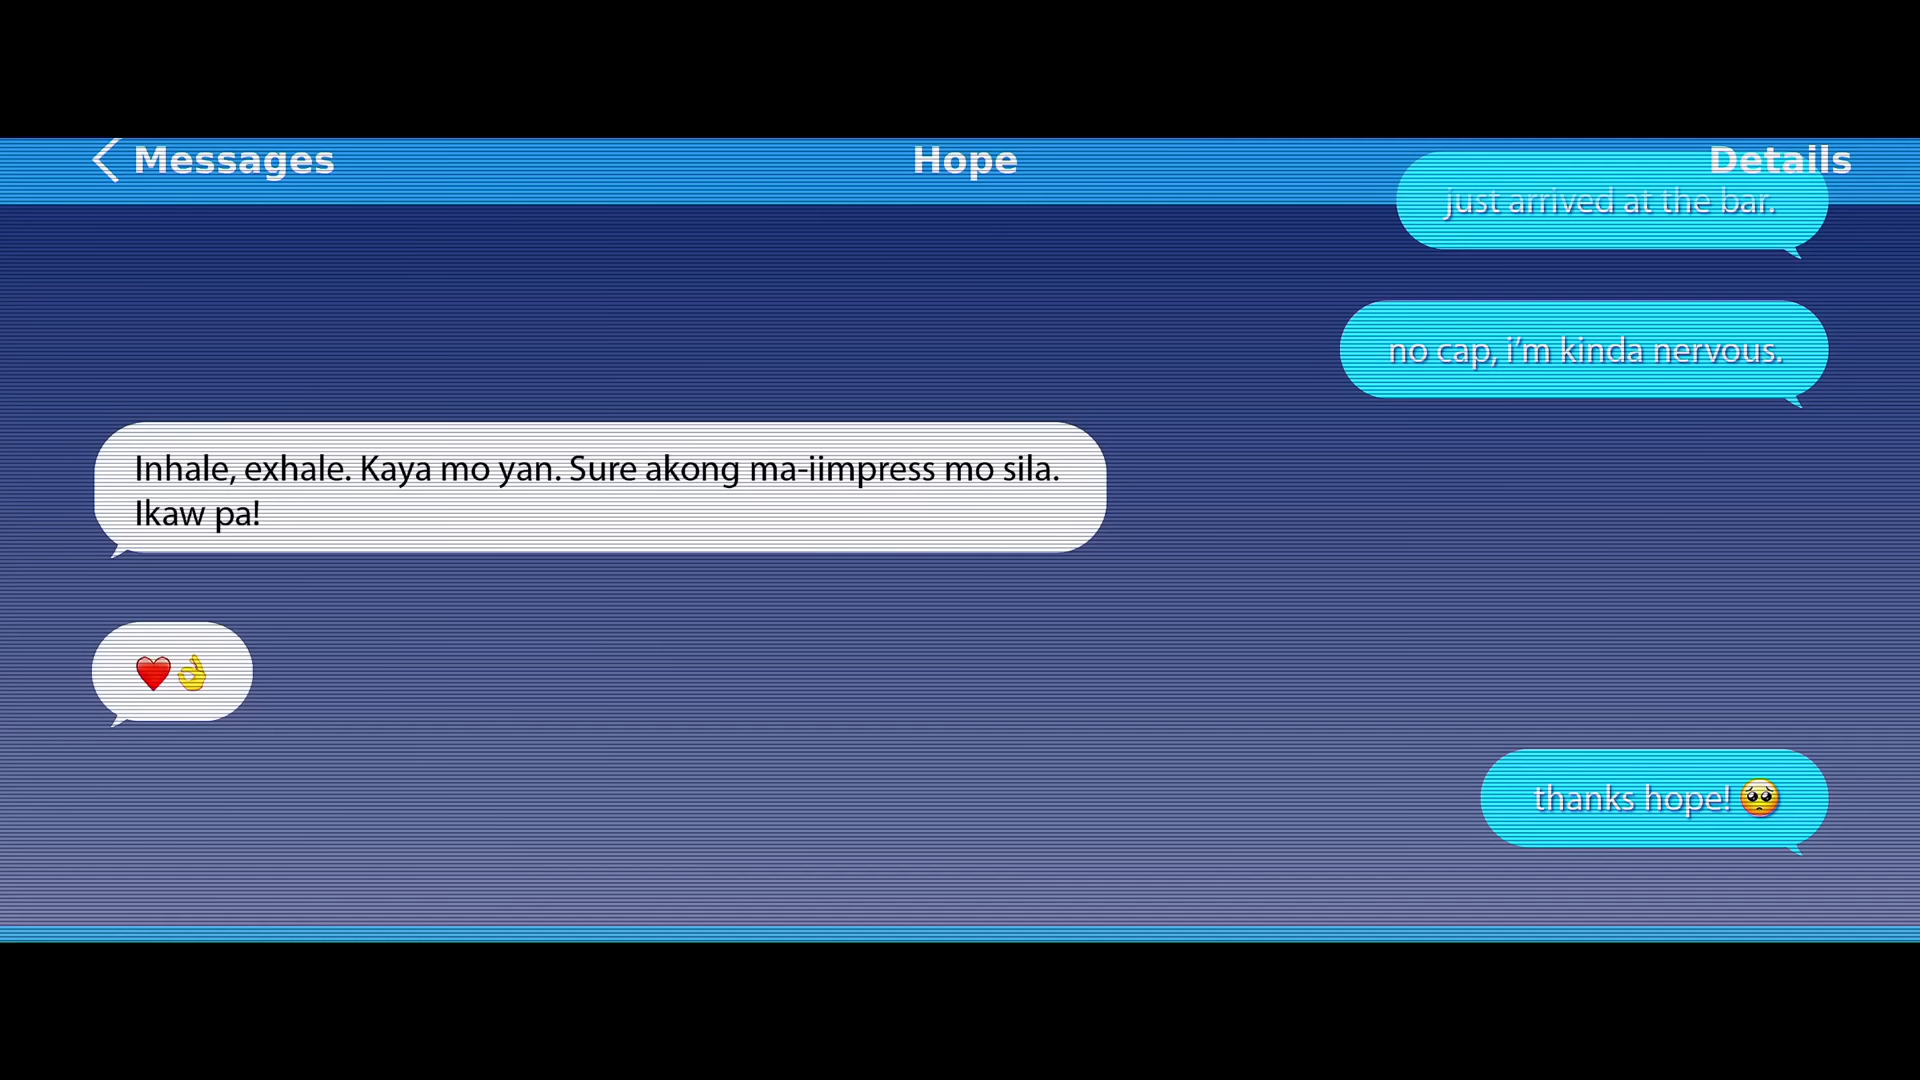 Messages
Hope
Details
just arrived at the bar.
no cap, i'm kinda nervous.
Inhale, exhale. Kaya mo yan. Sure akong ma-iimpress mo sila.
Ikaw pa!
❤️👌
thanks hope! 🥺